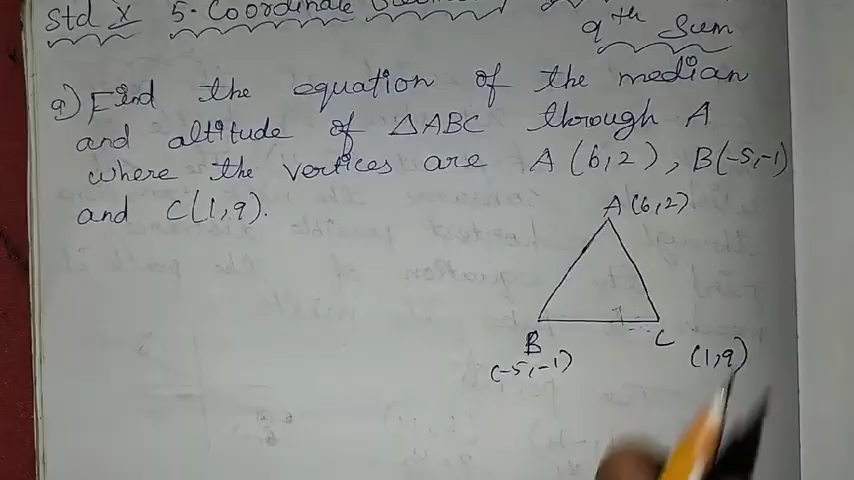 Std X 5. Coordinate
9th Sum
9) Find the equation of the median
and altitude of △ABC through A
where the vertices are A (6,2), B(-5,-1)
and C(1,9).
A (6,2)
B C (1,9)
(-5,-1)